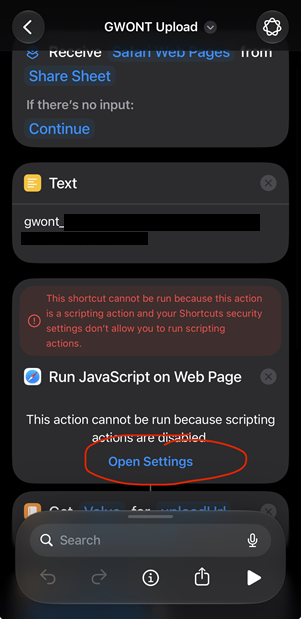 GWONT Upload
Receive Safari Web Pages from
Share Sheet
If there's no input:
Continue
Text
gwont_
This shortcut cannot be run because this action
is a scripting action and your Shortcuts security
settings don't allow you to run scripting
actions.
Run JavaScript on Web Page
This action cannot be run because scripting
actions are disabled
Open Settings
Get Value for uploadUrl
Search